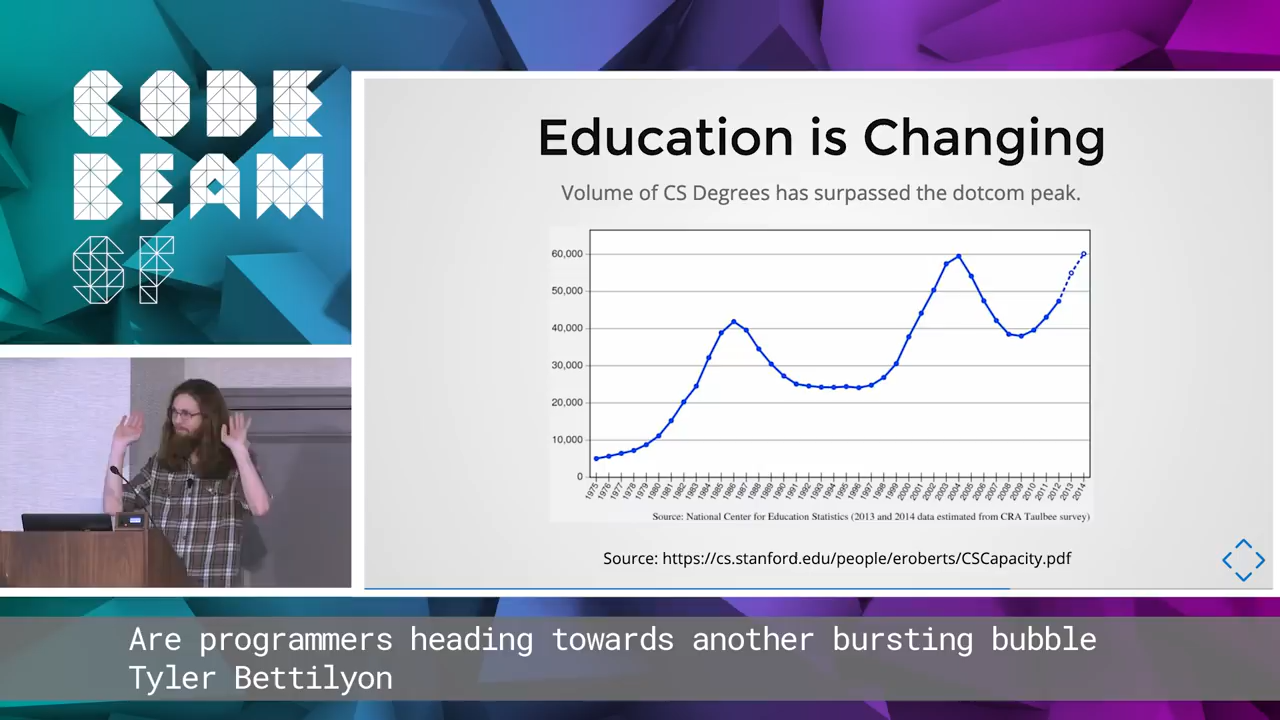 CODE
BEAM
SF
Education is Changing
Volume of CS Degrees has surpassed the dotcom peak.
60,000
50,000
40,000
30,000
20,000
10,000
0
1975 1976 1977 1978 1979 1980 1981 1982 1983 1984 1985 1986 1987 1988 1989 1990 1991 1992 1993 1994 1995 1996 1997 1998 1999 2000 2001 2002 2003 2004 2005 2006 2007 2008 2009 2010 2011 2012 2013 2014
Source: National Center for Education Statistics (2013 and 2014 data estimated from CRA Taulbee survey)
Source: https://cs.stanford.edu/people/eroberts/CSCapacity.pdf
Are programmers heading towards another bursting bubble
Tyler Bettilyon